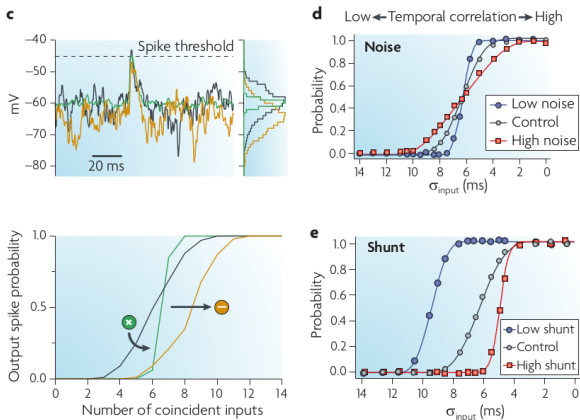 c
−40
−50
−60
−70
−80
mV
Spike threshold
20 ms
d
Low ← Temporal correlation → High
Noise
Probability
1.0
0.8
0.6
0.4
0.2
0.0
Low noise
Control
High noise
14 12 10 8 6 4 2 0
σinput (ms)
Output spike probability
1.0
0.5
0.0
×
−
0 2 4 6 8 10 12 14
Number of coincident inputs
e
Shunt
Probability
1.0
0.8
0.6
0.4
0.2
0.0
Low shunt
Control
High shunt
14 12 10 8 6 4 2 0
σinput (ms)